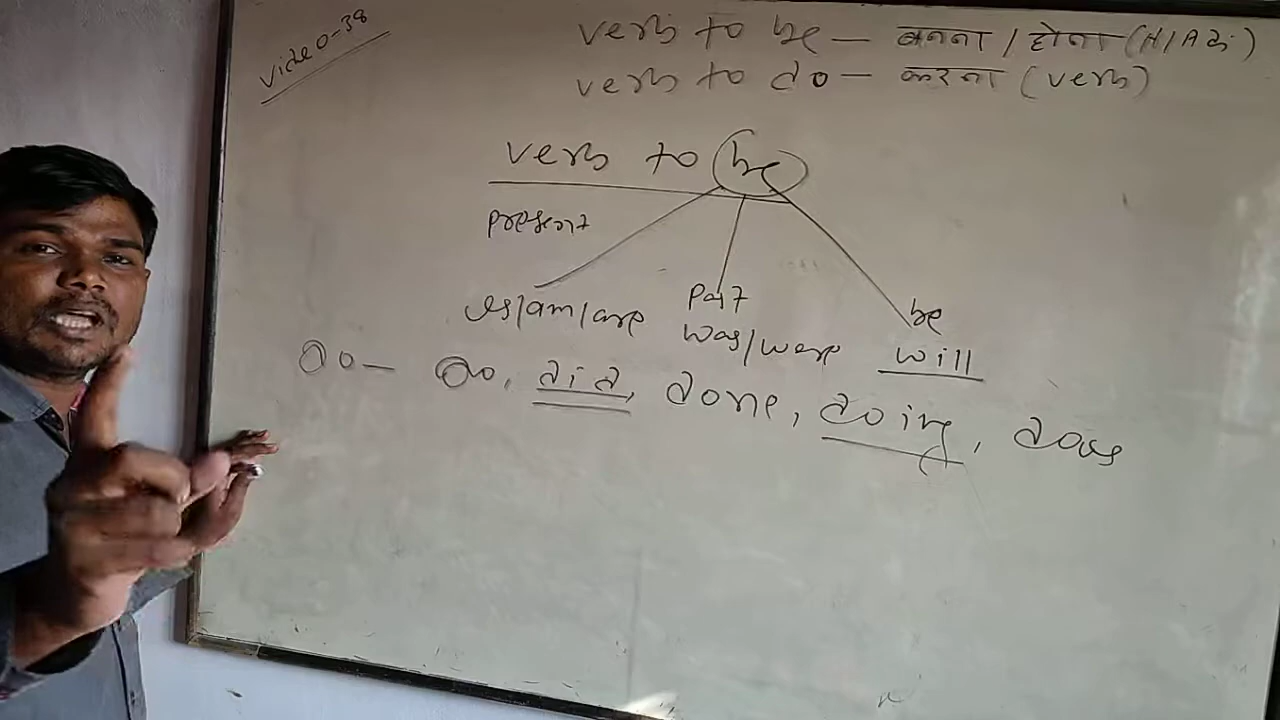 Video-38
verb to be — बनना / होना (N/Adj)
verb to do — करना (verb)
verb to be
present
is/am/are
past
was/were
be
will
Do — Do, did, done, doing, does